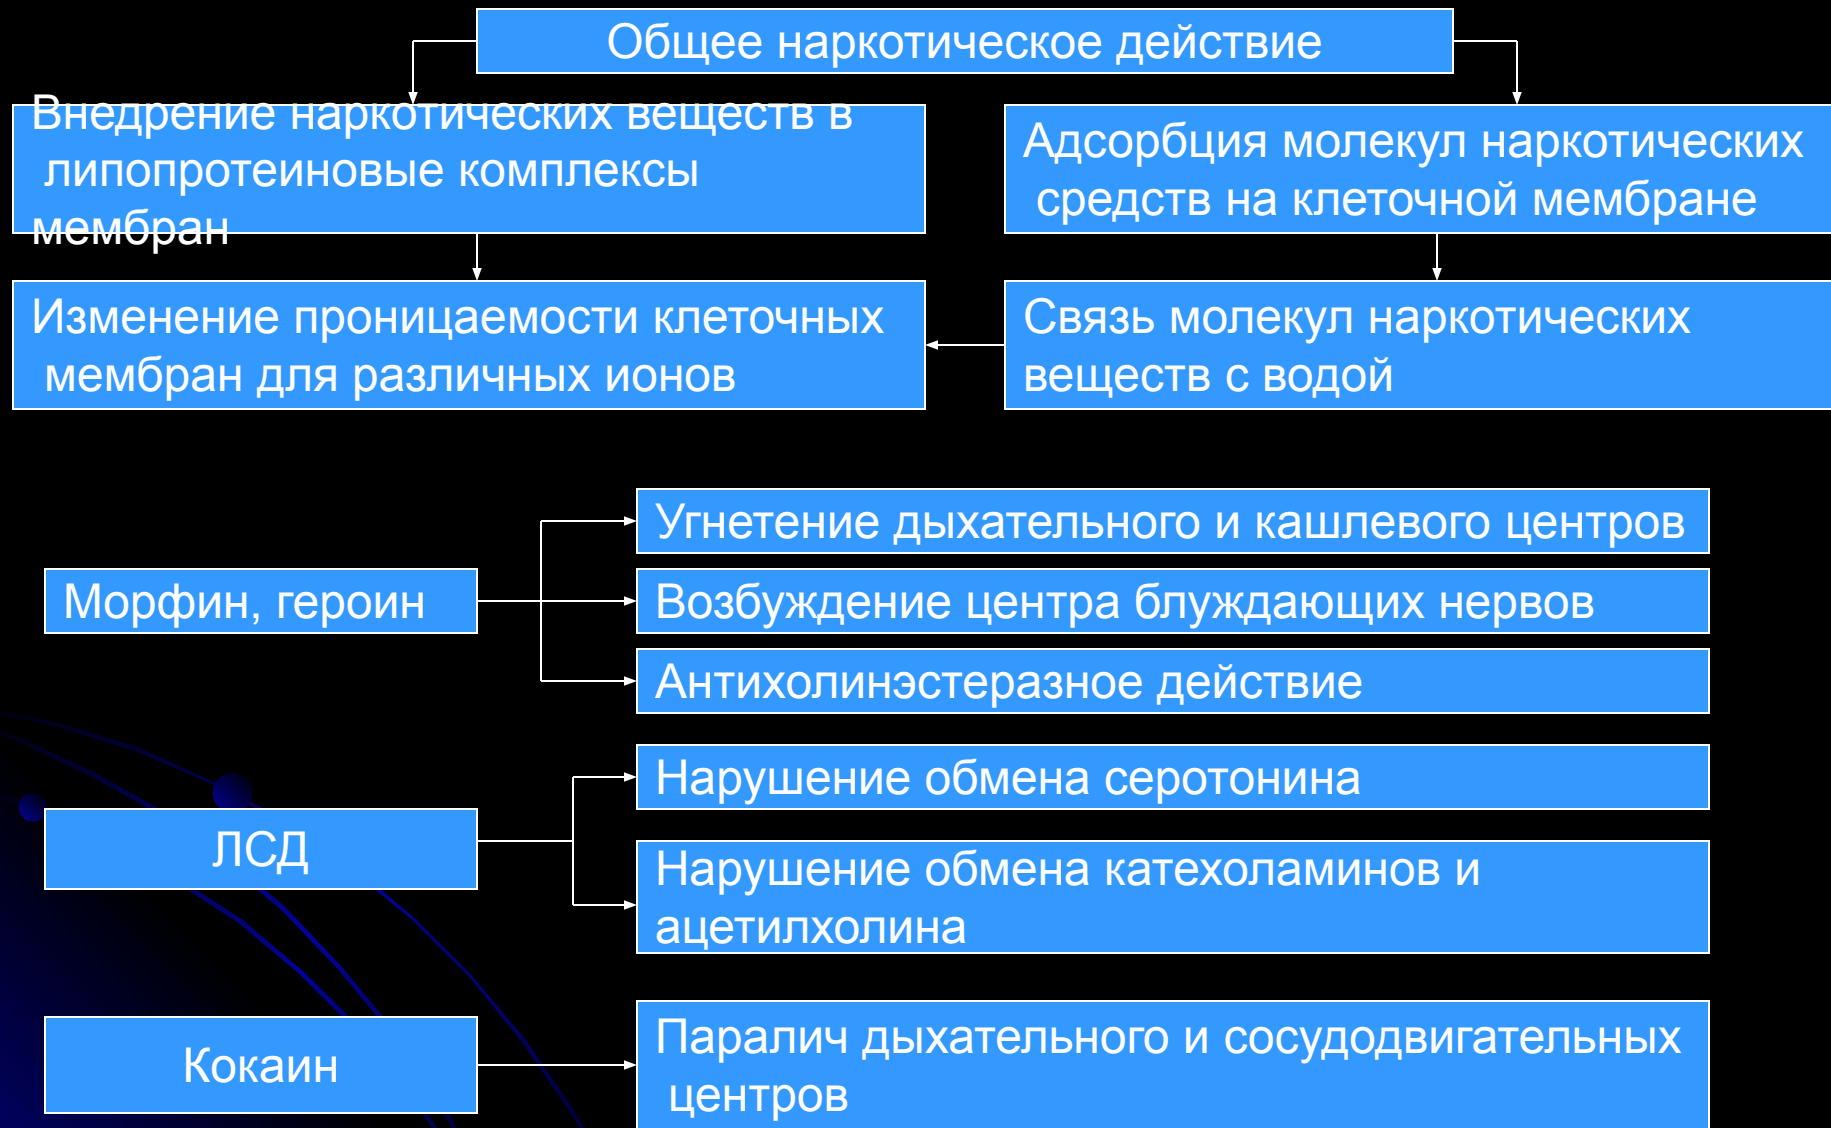 Общее наркотическое действие
Внедрение наркотических веществ в
липопротеиновые комплексы
мембран
Адсорбция молекул наркотических
средств на клеточной мембране
Изменение проницаемости клеточных
мембран для различных ионов
Связь молекул наркотических
веществ с водой
Морфин, героин
Угнетение дыхательного и кашлевого центров
Возбуждение центра блуждающих нервов
Антихолинэстеразное действие
ЛСД
Нарушение обмена серотонина
Нарушение обмена катехоламинов и
ацетилхолина
Кокаин
Паралич дыхательного и сосудодвигательных
центров